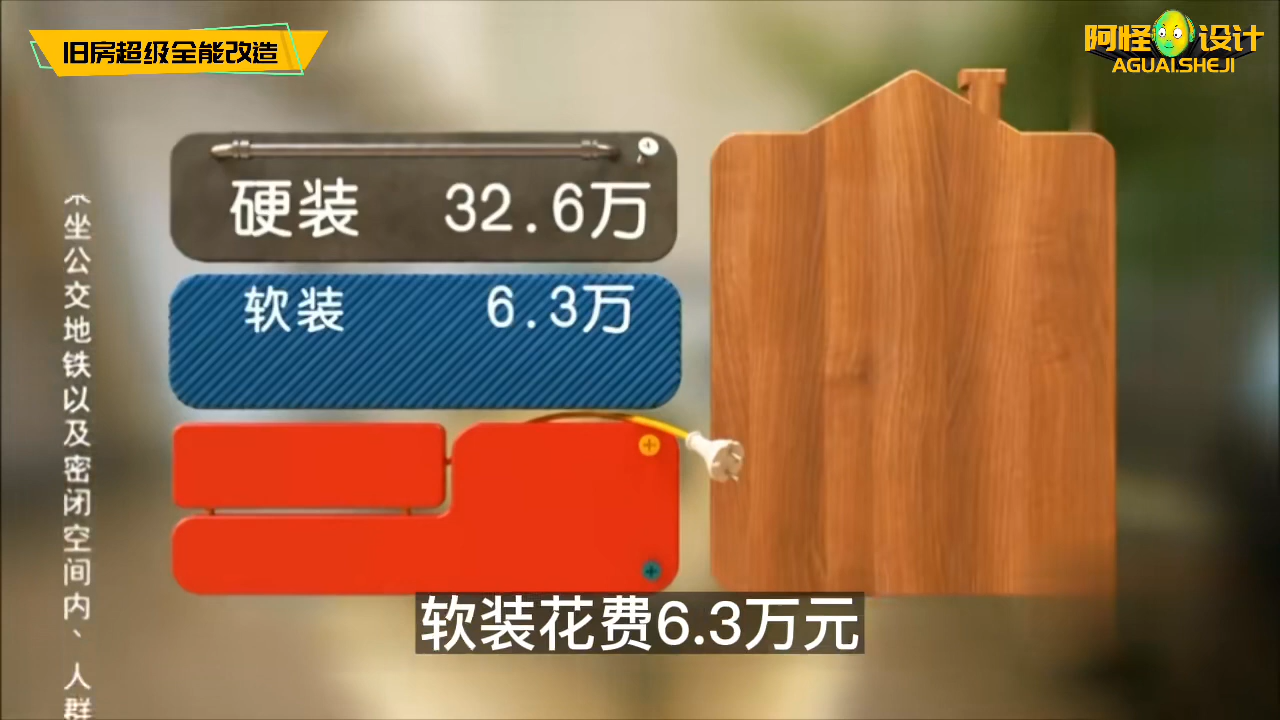 旧房超级全能改造
阿怪设计
AGUAI.SHEJI
硬装 32.6万
软装 6.3万
坐公交地铁以及密闭空间内、人群
软装花费6.3万元